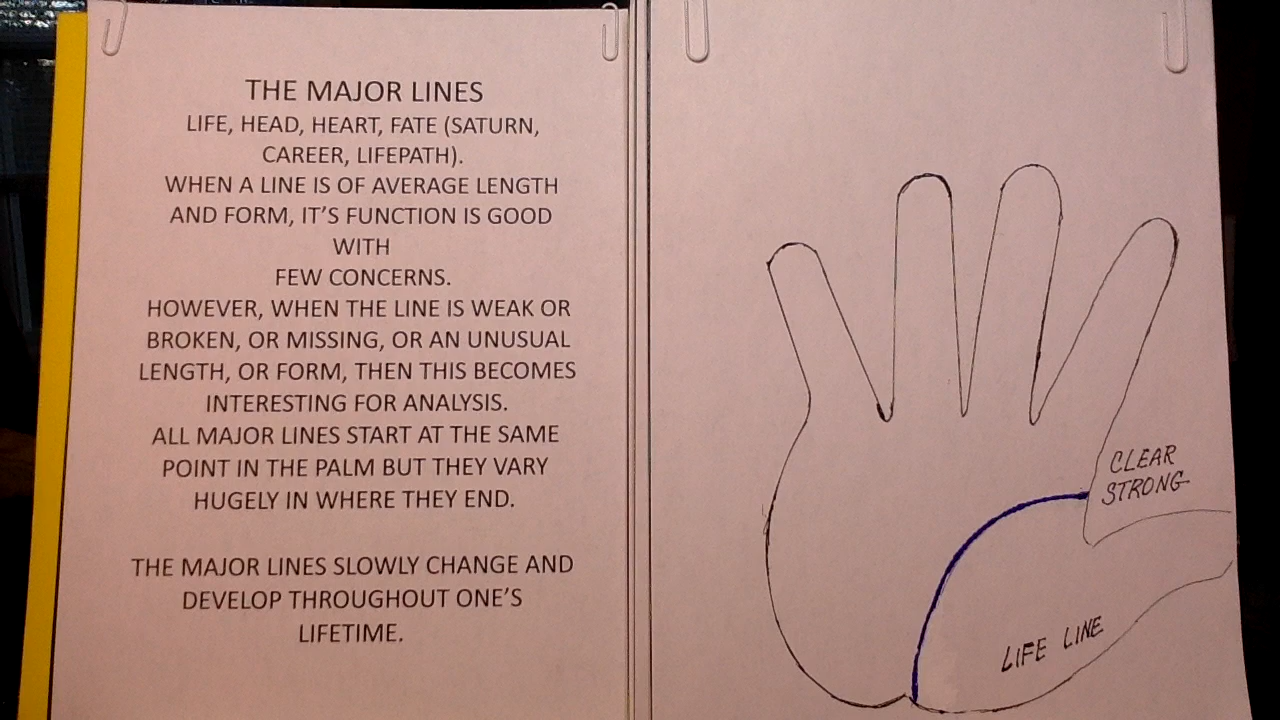 THE MAJOR LINES
LIFE, HEAD, HEART, FATE (SATURN,
CAREER, LIFEPATH).
WHEN A LINE IS OF AVERAGE LENGTH
AND FORM, IT'S FUNCTION IS GOOD
WITH
FEW CONCERNS.
HOWEVER, WHEN THE LINE IS WEAK OR
BROKEN, OR MISSING, OR AN UNUSUAL
LENGTH, OR FORM, THEN THIS BECOMES
INTERESTING FOR ANALYSIS.
ALL MAJOR LINES START AT THE SAME
POINT IN THE PALM BUT THEY VARY
HUGELY IN WHERE THEY END.
THE MAJOR LINES SLOWLY CHANGE AND
DEVELOP THROUGHOUT ONE'S
LIFETIME.
CLEAR
STRONG
LIFE LINE